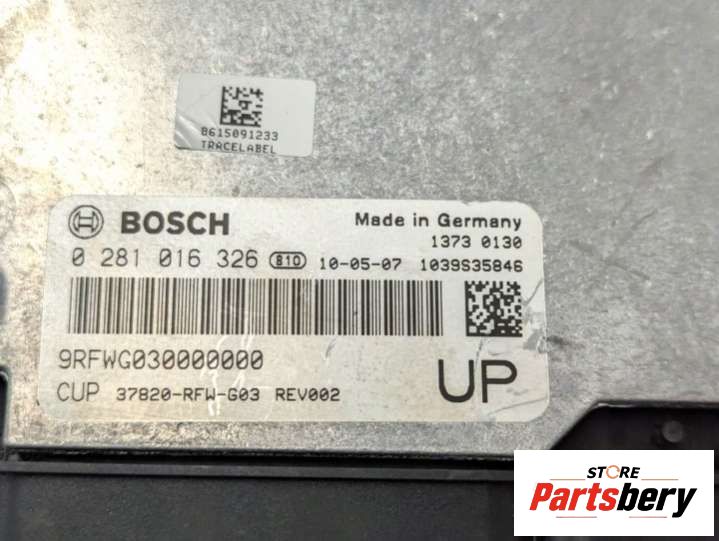 8615091233
TRACELABEL
BOSCH
Made in Germany
1373 0130
0 281 016 326 B10 10-05-07 1039S35846
9RFWG030000000
CUP 37820-RFW-G03 REV002
UP
STORE
Partsbery